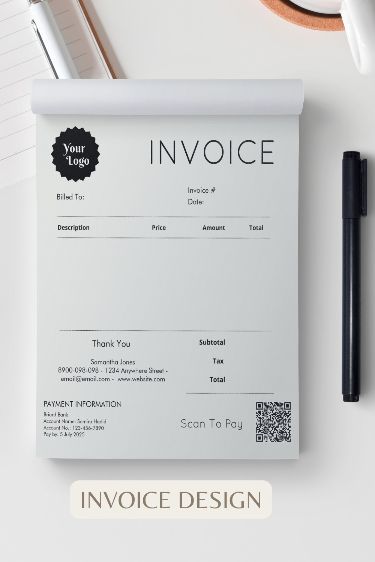 Your
Logo
INVOICE
Billed To:
Invoice #
Date:
Description Price Amount Total
Thank You
Samantha Jones
8900-098-098 - 1234 Anywhere Street -
email@email.com - www.website.com
Subtotal
Tax
Total
PAYMENT INFORMATION
Briard Bank
Account Name: Samira Hadid
Account No.: 123-456-7890
Pay by: 5 July 2025
Scan To Pay
INVOICE DESIGN